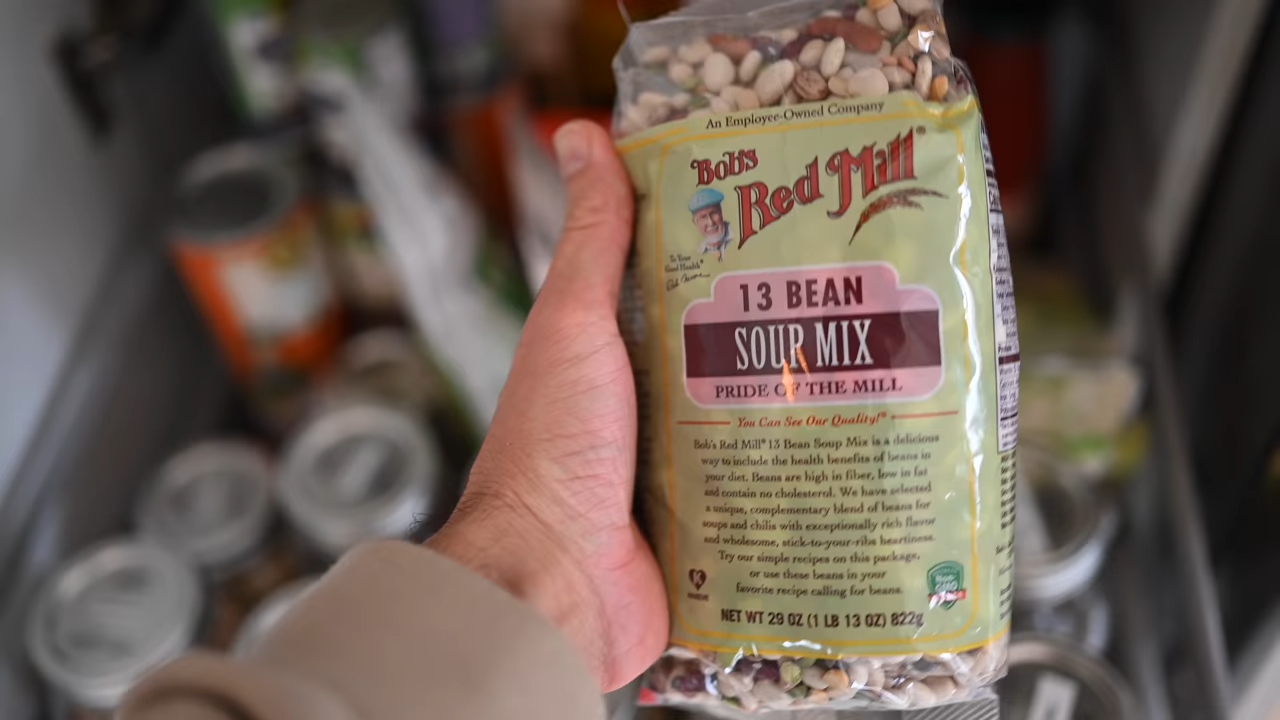 An Employee-Owned Company
Bob's
Red Mill®
To Your
Good Health®
13 BEAN
SOUP MIX
PRIDE OF THE MILL
You Can See Our Quality!®
Bob's Red Mill® 13 Bean Soup Mix is a delicious
way to include the health benefits of beans in
your diet. Beans are high in fiber, low in fat
and contain no cholesterol. We have selected
a unique, complementary blend of beans for
soups and chilis with exceptionally rich flavor
and wholesome, stick-to-your-ribs heartiness.
Try our simple recipes on this package,
or use these beans in your
favorite recipe calling for beans.
K
NET WT 29 OZ (1 LB 13 OZ) 822g